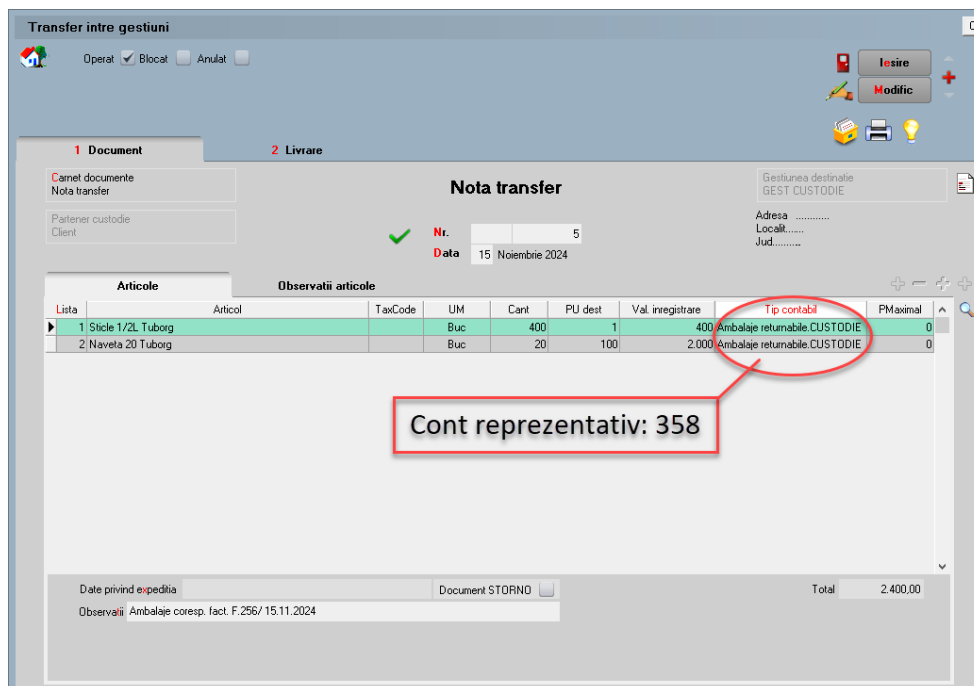 Transfer intre gestiuni
Operat Blocat Anulat
Iesire
Modific
1 Document 2 Livrare
Carnet documente
Nota transfer
Nota transfer
Gestiunea destinatie
GEST CUSTODIE
Partener custodie
Client
Adresa ............
Localit......
Jud..........
Nr. 5
Data 15 Noiembrie 2024
Articole Observatii articole
Lista Articol TaxCode UM Cant PU dest Val. inregistrare Tip contabil PMaximal
1 Sticle 1/2L Tuborg Buc 400 1 400 Ambalaje returnabile.CUSTODIE 0
2 Naveta 20 Tuborg Buc 20 100 2.000 Ambalaje returnabile.CUSTODIE 0
Cont reprezentativ: 358
Date privind expeditia Document STORNO Total 2.400,00
Observatii Ambalaje coresp. fact. F.256/ 15.11.2024